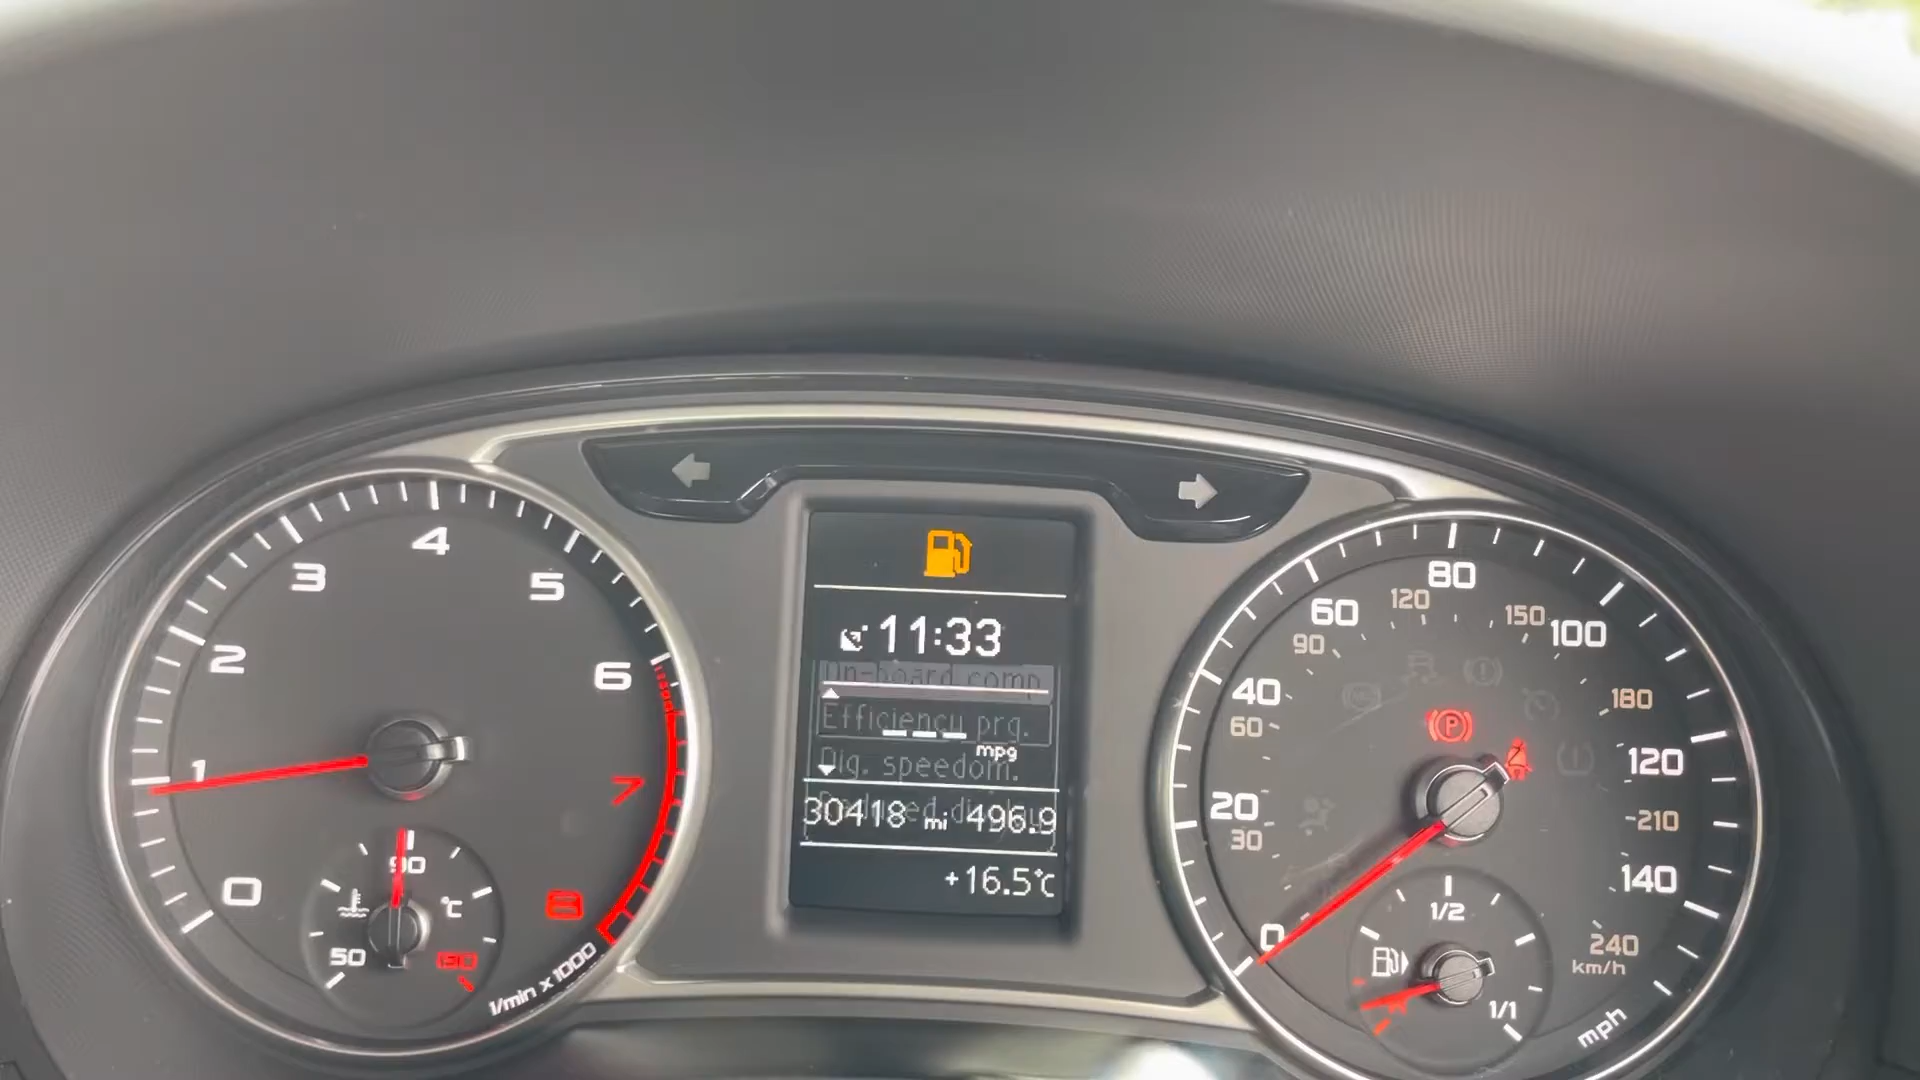 0
1
2
3
4
5
6
7
8
1/min x 1000
50
90
130
°C
11:33
On-board comp
Efficiency prg.
mpg
Dig. speedom.
30418 mi 496.9
+16.5°C
0
20
40
60
80
100
120
140
mph
30
60
90
120
150
180
210
240
km/h
P
1/2
1/1